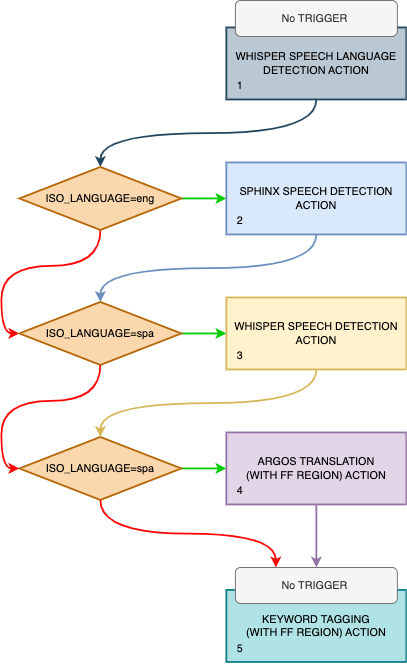 No TRIGGER
WHISPER SPEECH LANGUAGE
DETECTION ACTION
1
ISO_LANGUAGE=eng
SPHINX SPEECH DETECTION
ACTION
2
ISO_LANGUAGE=spa
WHISPER SPEECH DETECTION
ACTION
3
ISO_LANGUAGE=spa
ARGOS TRANSLATION
(WITH FF REGION) ACTION
4
No TRIGGER
KEYWORD TAGGING
(WITH FF REGION) ACTION
5